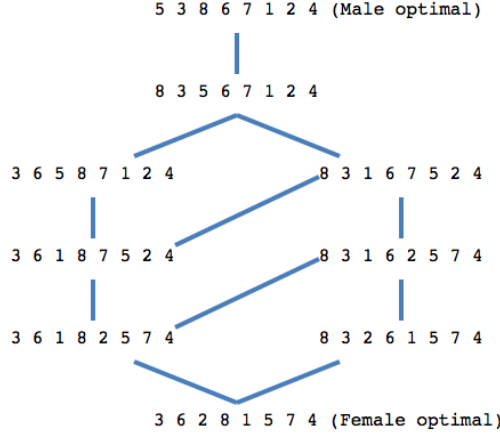 5 3 8 6 7 1 2 4 (Male optimal)
8 3 5 6 7 1 2 4
3 6 5 8 7 1 2 4
8 3 1 6 7 5 2 4
3 6 1 8 7 5 2 4
8 3 1 6 2 5 7 4
3 6 1 8 2 5 7 4
8 3 2 6 1 5 7 4
3 6 2 8 1 5 7 4 (Female optimal)